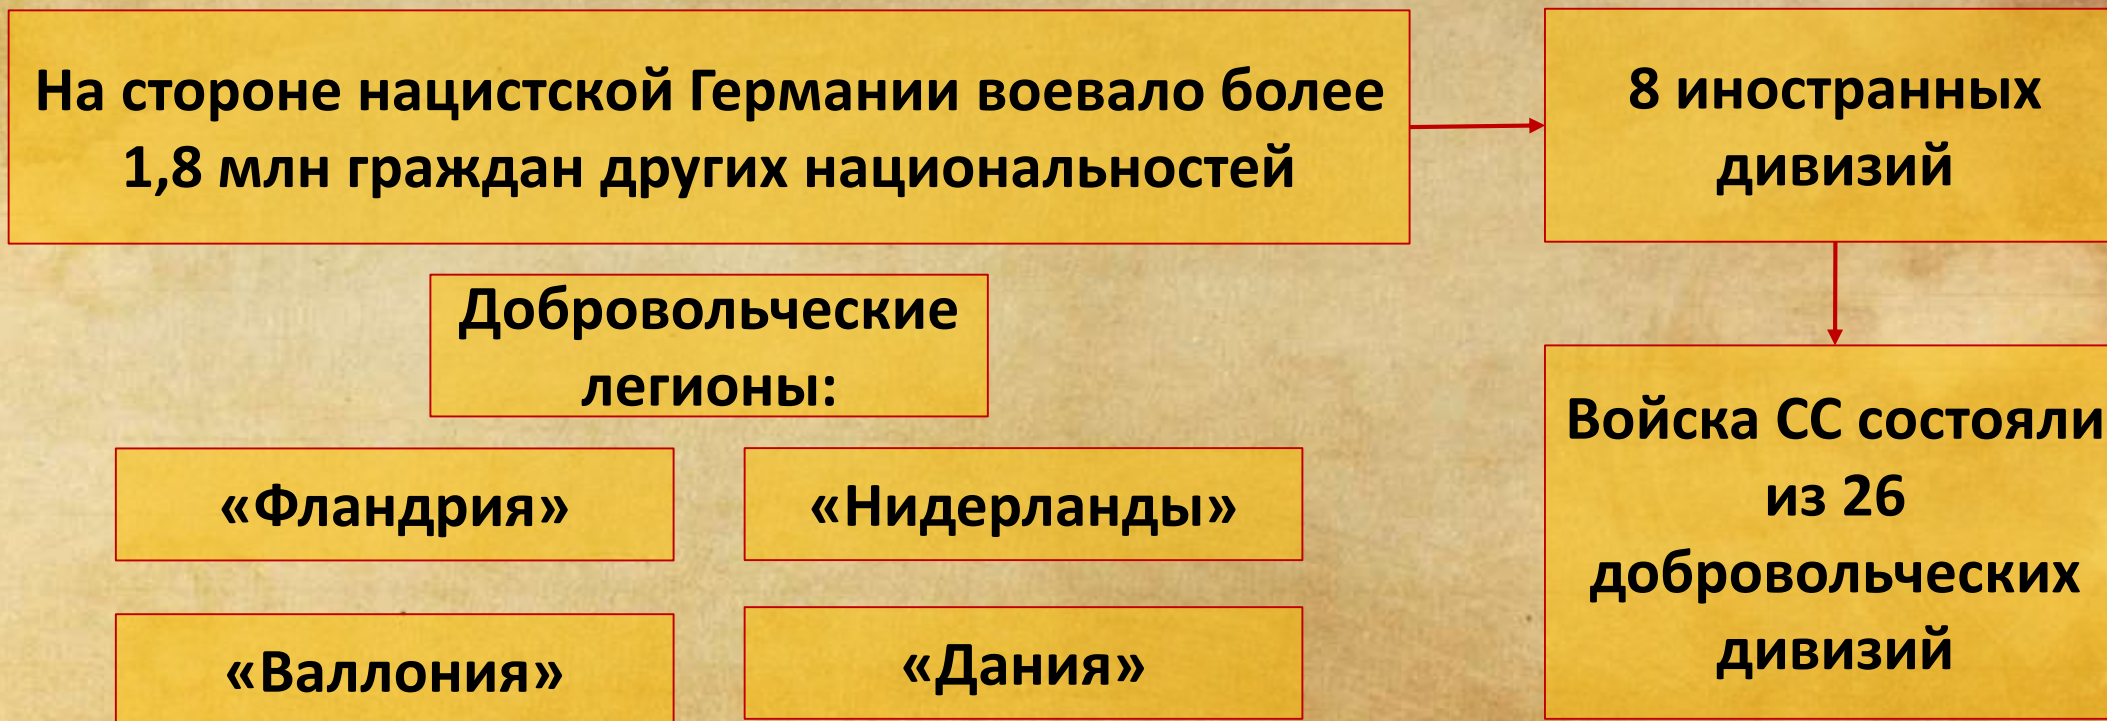 На стороне нацистской Германии воевало более
1,8 млн граждан других национальностей
8 иностранных
дивизий
Добровольческие
легионы:
«Фландрия»
«Нидерланды»
«Валлония»
«Дания»
Войска СС состояли
из 26
добровольческих
дивизий